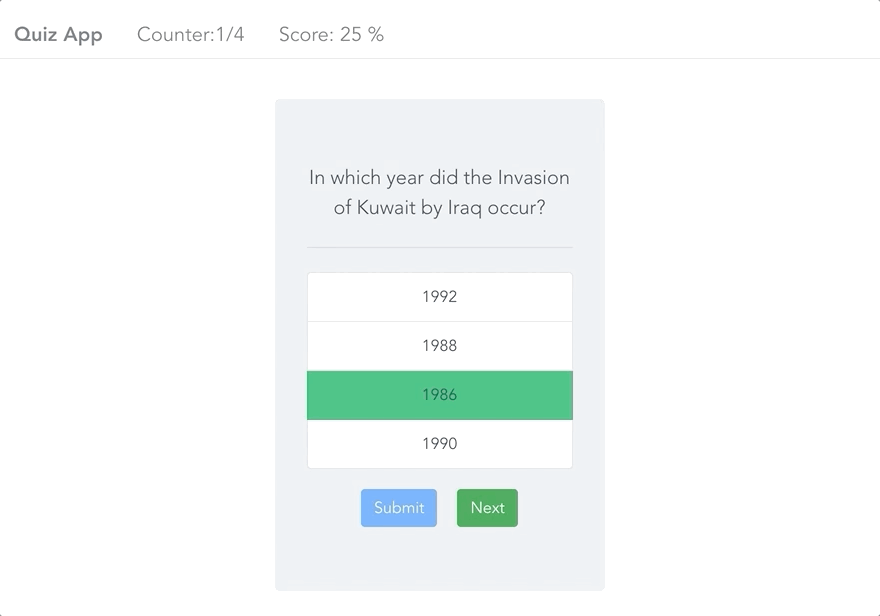 Quiz App Counter:1/4 Score: 25 %
In which year did the Invasion
of Kuwait by Iraq occur?
1992
1988
1986
1990
Submit Next